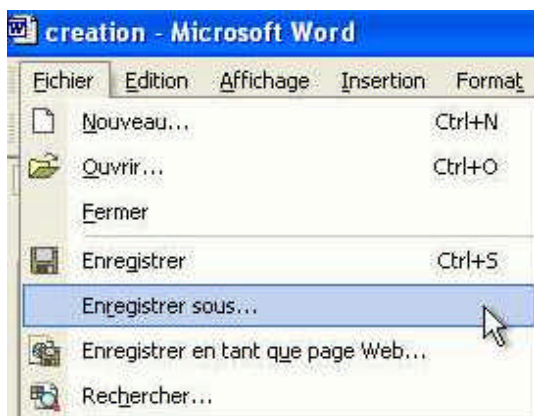 creation - Microsoft Word
Fichier Edition Affichage Insertion Format
Nouveau... Ctrl+N
Ouvrir... Ctrl+O
Fermer
Enregistrer Ctrl+S
Enregistrer sous...
Enregistrer en tant que page Web...
Rechercher...